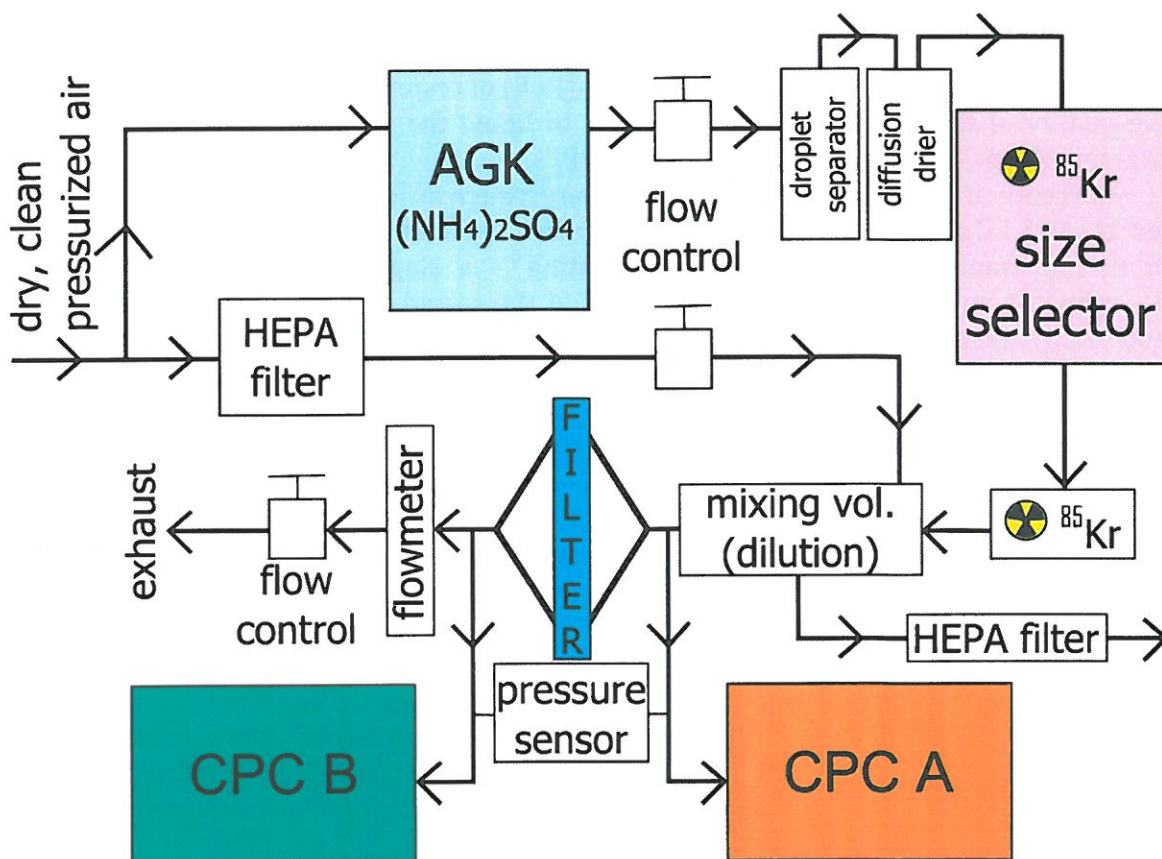 dry, clean
pressurized air
AGK
(NH4)2SO4
flow
control
droplet
separator
diffusion
drier
85Kr
size
selector
HEPA
filter
FILTER
exhaust
flow
control
flowmeter
mixing vol.
(dilution)
85Kr
HEPA filter
pressure
sensor
CPC B
CPC A